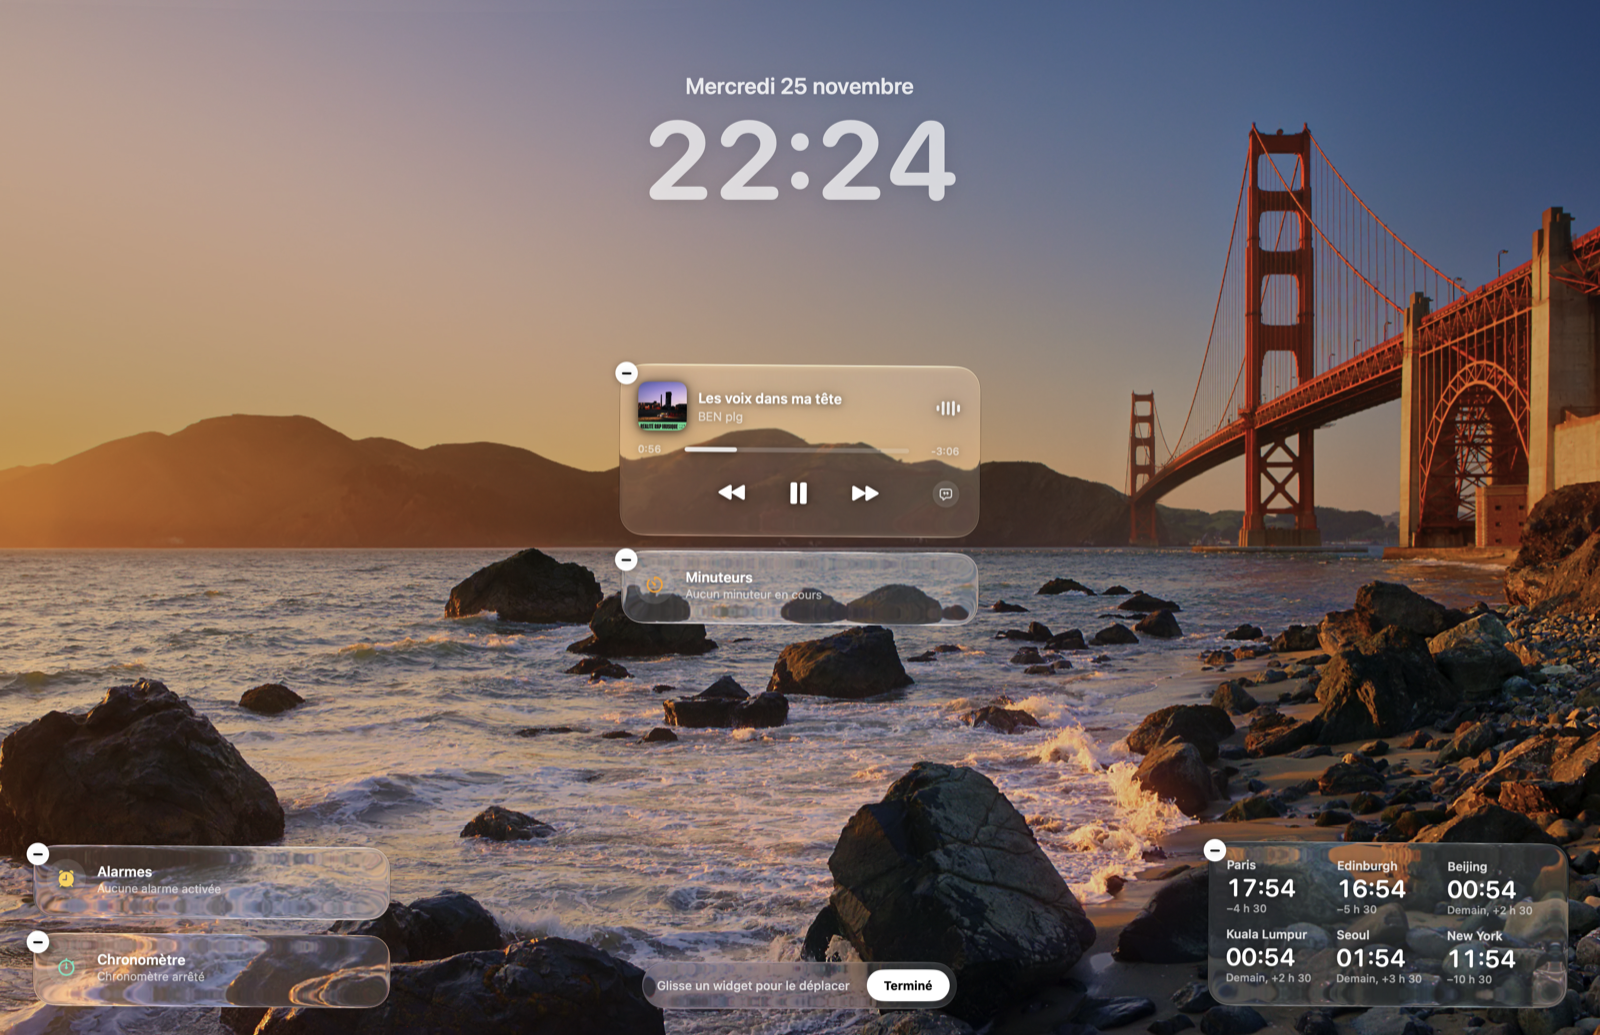 Mercredi 25 novembre
22:24
Les voix dans ma tête
BEN plg
0:56
-3:06
Minuteurs
Aucun minuteur en cours
Alarmes
Aucune alarme activée
Chronomètre
Chronomètre arrêté
Glisse un widget pour le déplacer
Terminé
Paris
17:54
–4 h 30
Edinburgh
16:54
–5 h 30
Beijing
00:54
Demain, +2 h 30
Kuala Lumpur
00:54
Demain, +2 h 30
Seoul
01:54
Demain, +3 h 30
New York
11:54
–10 h 30